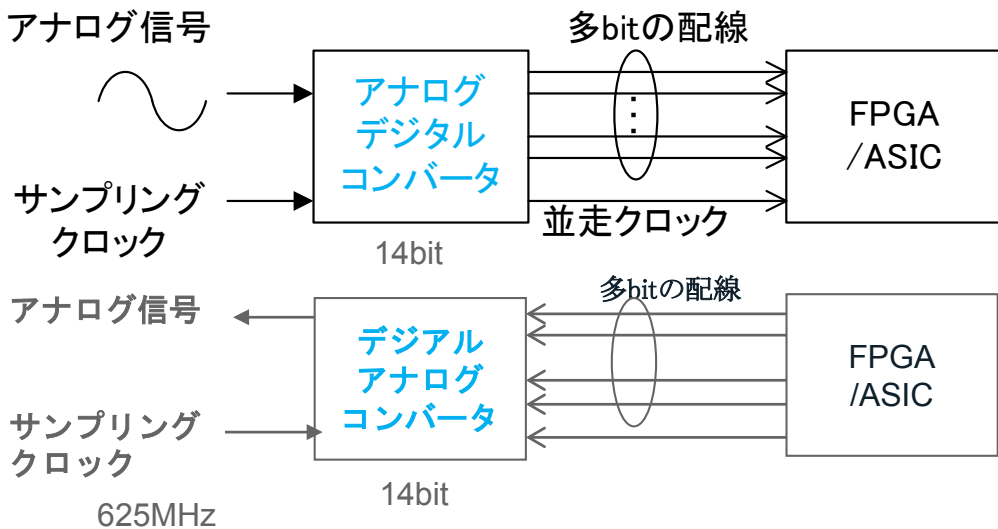 アナログ信号
多bitの配線
アナログ
デジタル
コンバータ
FPGA
/ASIC
サンプリング
クロック
並走クロック
14bit
多bitの配線
アナログ信号
デジアル
アナログ
コンバータ
FPGA
/ASIC
サンプリング
クロック
14bit
625MHz